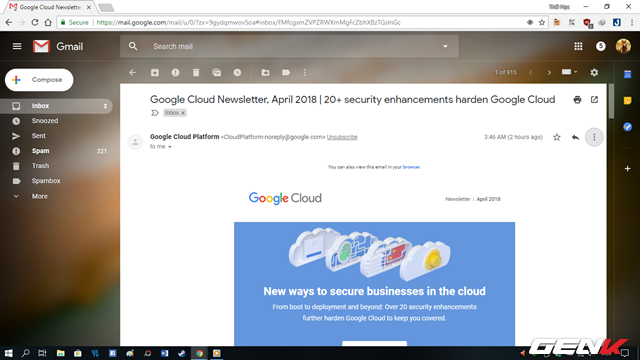 Google Cloud Newsletter
Thế Học
Secure | https://mail.google.com/mail/u/0/?zx=
Gmail
Search mail
Compose
1 of 915
Inbox 2
Snoozed
Sent
Spam 221
Trash
Spambox
More
Google Cloud Newsletter, April 2018 | 20+ security enhancements harden Google Cloud
Inbox x
Google Cloud Platform <CloudPlatform-noreply@google.com> Unsubscribe
3:46 AM (2 hours ago)
to me
You can also view this email in your browser.
Google Cloud
Newsletter | April 2018
New ways to secure businesses in the cloud
From boot to deployment and beyond: Over 20 security enhancements
further harden Google Cloud to keep you covered.
GENK